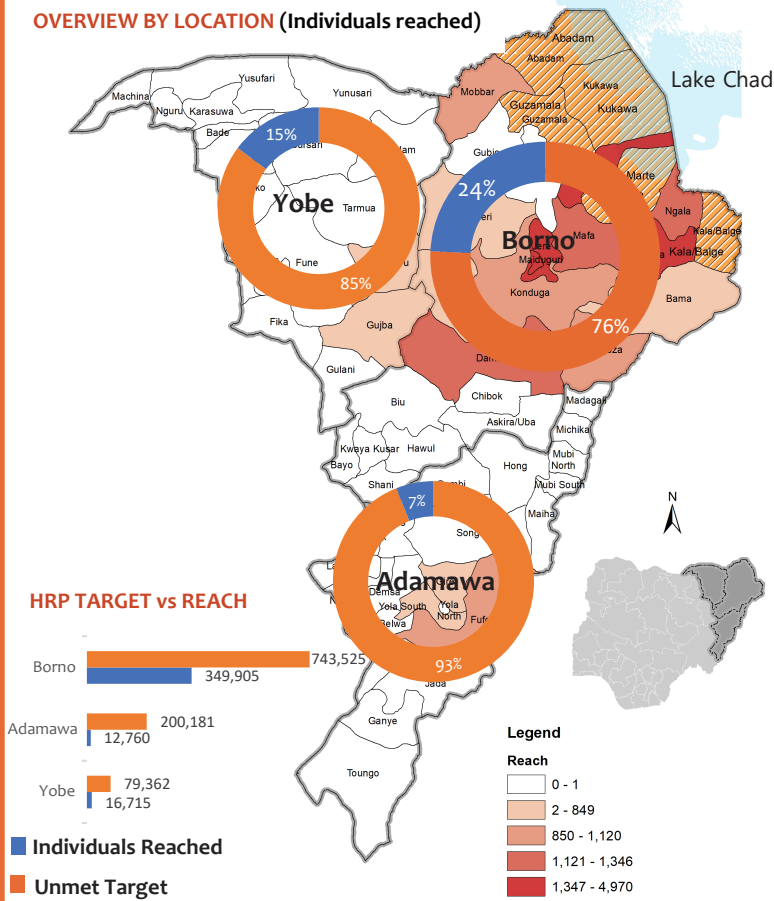 OVERVIEW BY LOCATION (Individuals reached)
Abadam
Abadam
Lake Chad
Yusufari
Machina
Yunusari
Mobbar
Kukawa
Kukawa
Nguru
Karasuwa
Guzamala
Guzamala
Bade
15%
Gubio
24%
Marte
Yobe
Tarmua
Ngala
Borno
Mafa
Kala/Balge
Kala/Balge
Maiduguri
Fune
85%
Konduga
Bama
Fika
Gujba
76%
Gulani
Biu
Chibok
Madagali
Askira/Uba
Michika
Kwaya Kusar
Hawul
Mubi
North
Bayo
Hong
Shani
Mubi South
7%
Maiha
N
Song
Adamawa
Demsa
Yola South
Yola
North
HRP TARGET vs REACH
Borno
743,525
349,905
93%
Jada
Adamawa
200,181
12,760
Ganye
Yobe
79,362
16,715
Toungo
Legend
Reach
0 - 1
2 - 849
850 - 1,120
1,121 - 1,346
1,347 - 4,970
Individuals Reached
Unmet Target